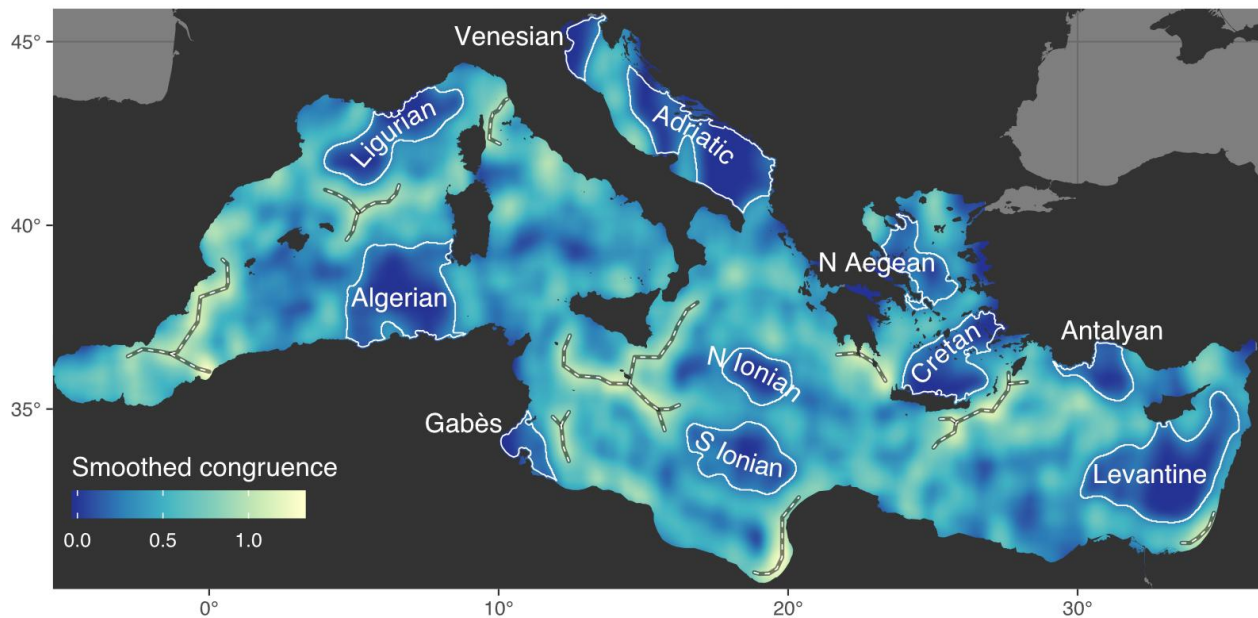 45°
40°
35°
Venesian
Ligurian
Adriatic
N Aegean
Algerian
Antalyan
Cretan
N Ionian
Gabès
S Ionian
Levantine
Smoothed congruence
0.0 0.5 1.0
0° 10° 20° 30°